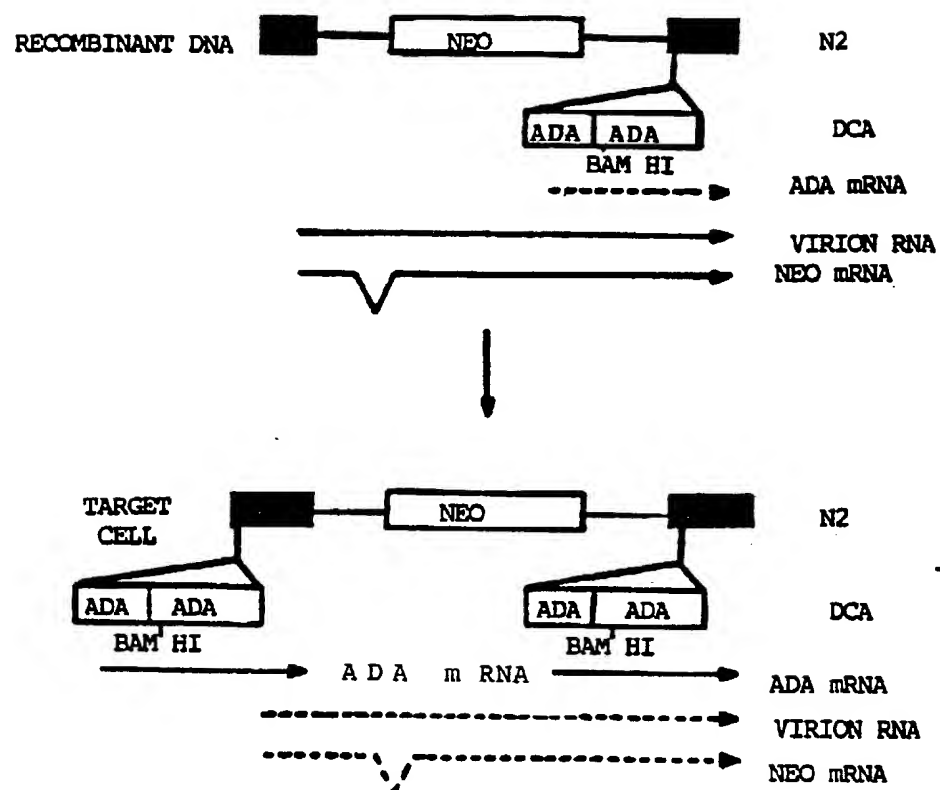 RECOMBINANT DNA NEO N2
ADA ADA DCA
BAM HI
ADA mRNA
VIRION RNA
NEO mRNA
TARGET CELL NEO N2
ADA ADA ADA ADA DCA
BAM HI BAM HI
ADA mRNA ADA mRNA
VIRION RNA
NEO mRNA